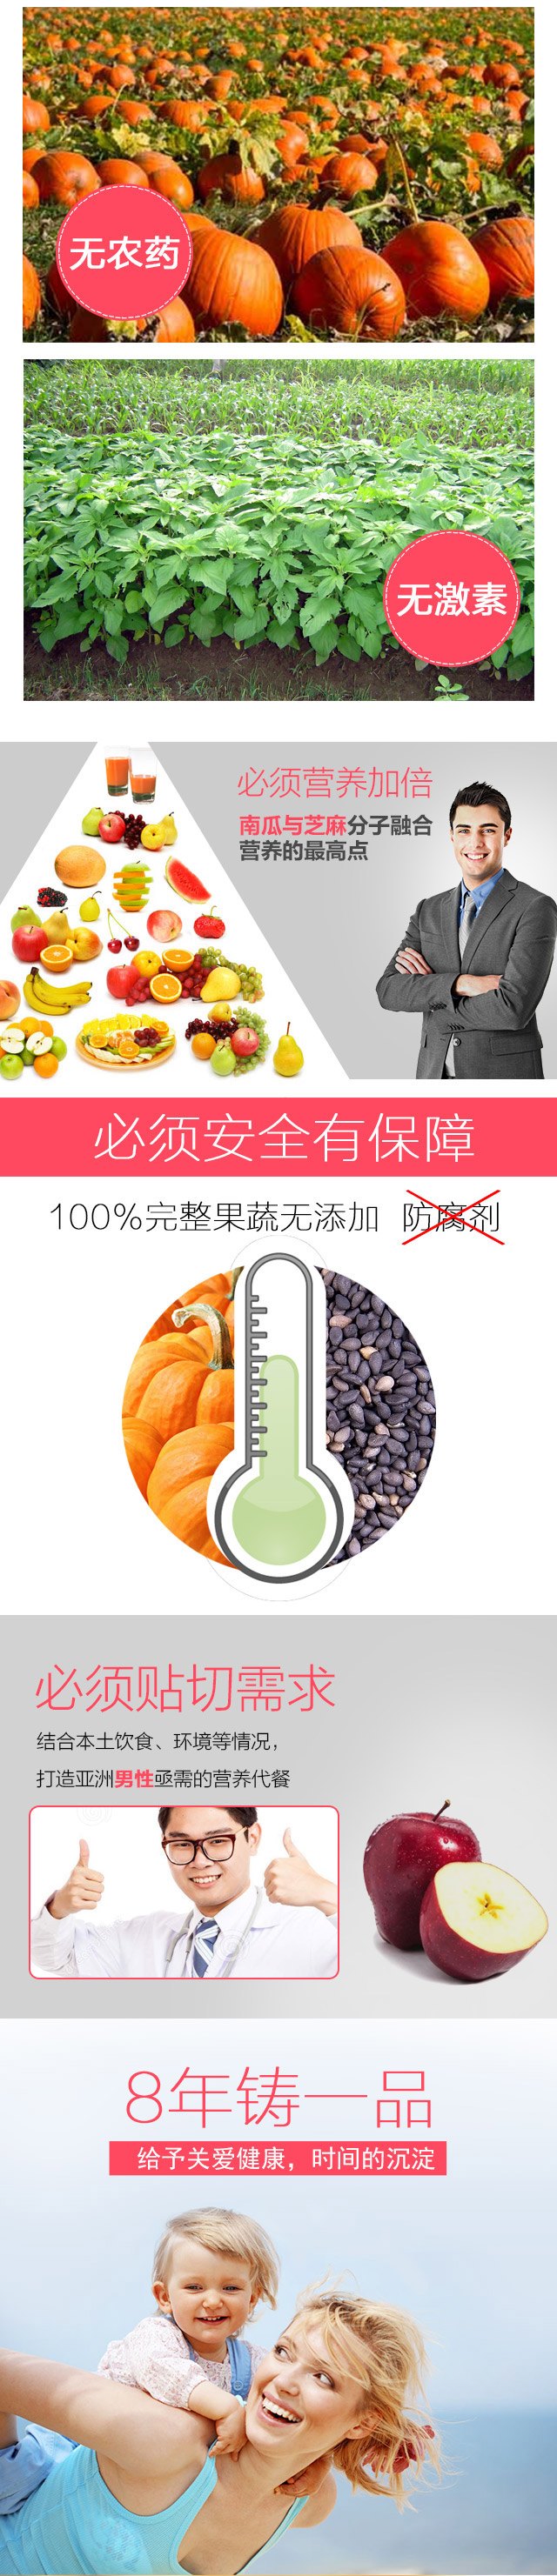 无农药
无激素
必须营养加倍
南瓜与芝麻分子融合
营养的最高点
必须安全有保障
100%完整果蔬无添加 防腐剂
必须贴切需求
结合本土饮食、环境等情况，
打造亚洲男性亟需的营养代餐
8年铸一品
给予关爱健康，时间的沉淀